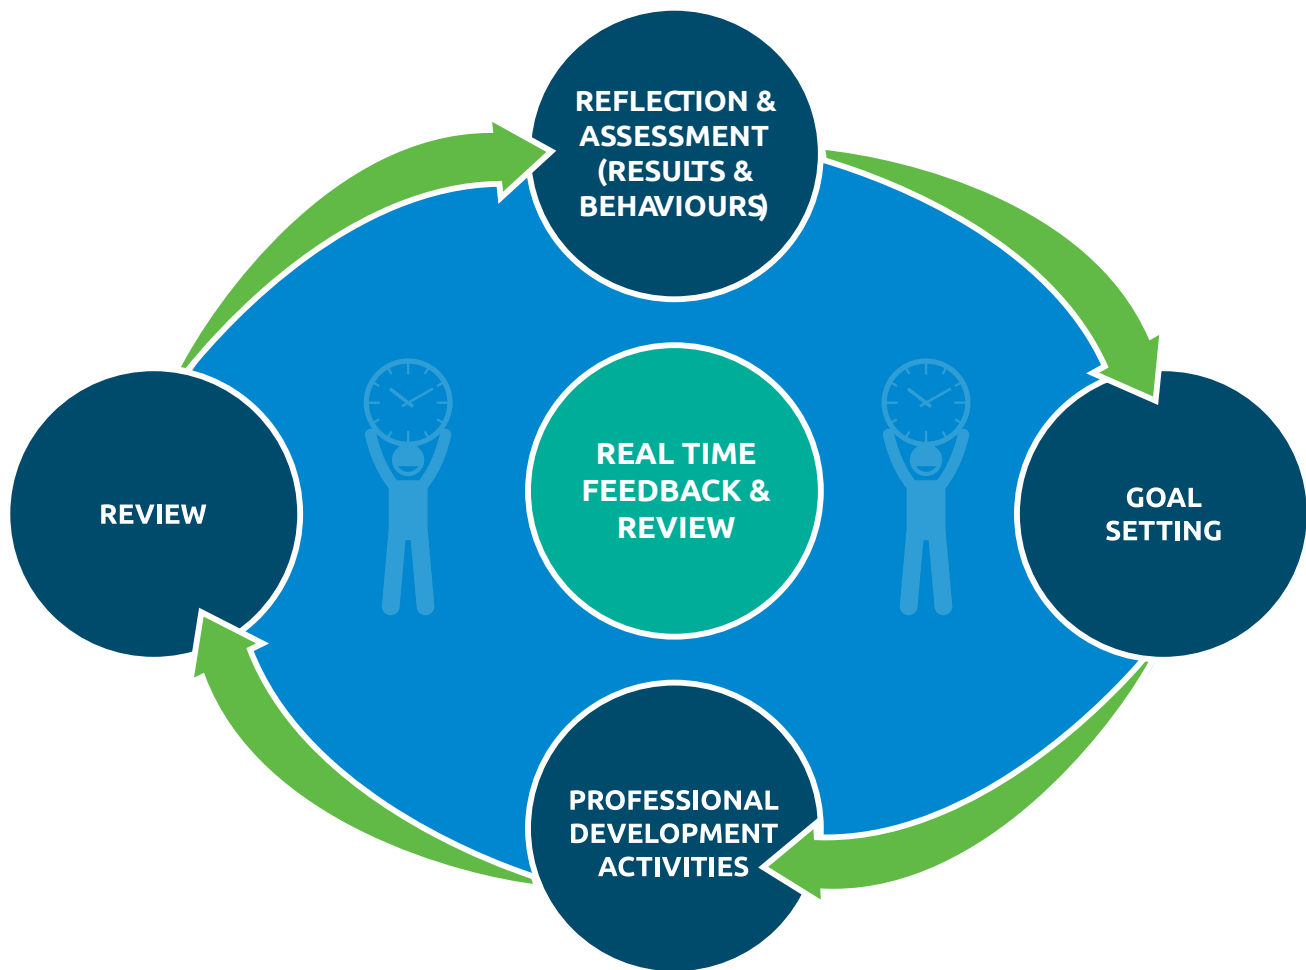 REFLECTION &
ASSESSMENT
(RESULTS &
BEHAVIOURS)
REAL TIME
FEEDBACK &
REVIEW
REVIEW
GOAL
SETTING
PROFESSIONAL
DEVELOPMENT
ACTIVITIES